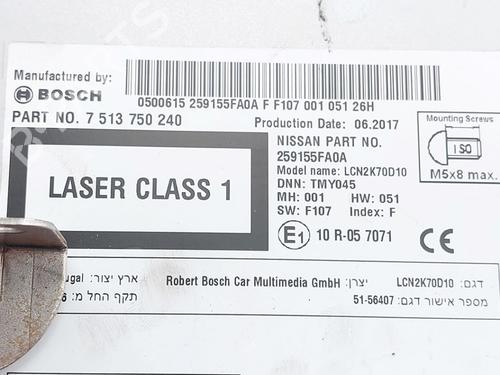 Manufactured by:
BOSCH
0500615 259155FA0A F F107 001 051 26H
PART NO. 7 513 750 240
Production Date: 06.2017
Mounting Screws
ISO
M5x8 max.
LASER CLASS 1
NISSAN PART NO.
259155FA0A
Model name: LCN2K70D10
DNN: TMY045
MH: 001 HW: 051
SW: F107 Index: F
E1 10 R-05 7071
CE
דגם: LCN2K70D10
יצרן: Robert Bosch Car Multimedia GmbH
ארץ יצור:
מספר אישור דגם: 51-56407
תקף החל מ: